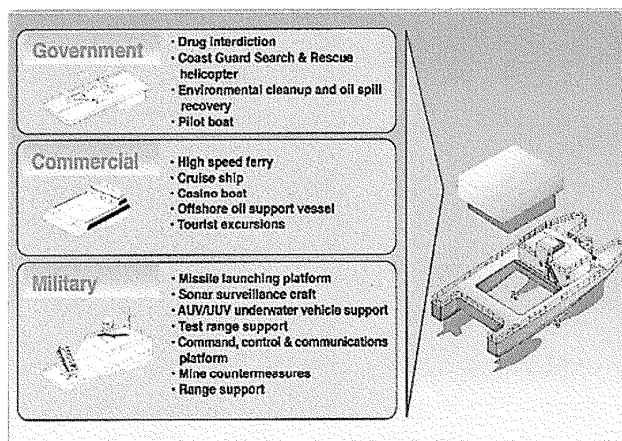 Government
• Drug interdiction
• Coast Guard Search & Rescue
helicopter
• Environmental cleanup and oil spill
recovery
• Pilot boat
Commercial
• High speed ferry
• Cruise ship
• Casino boat
• Offshore oil support vessel
• Tourist excursions
Military
• Missile launching platform
• Sonar surveillance craft
• AUV/UUV underwater vehicle support
• Test range support
• Command, control & communications
platform
• Mine countermeasures
• Range support